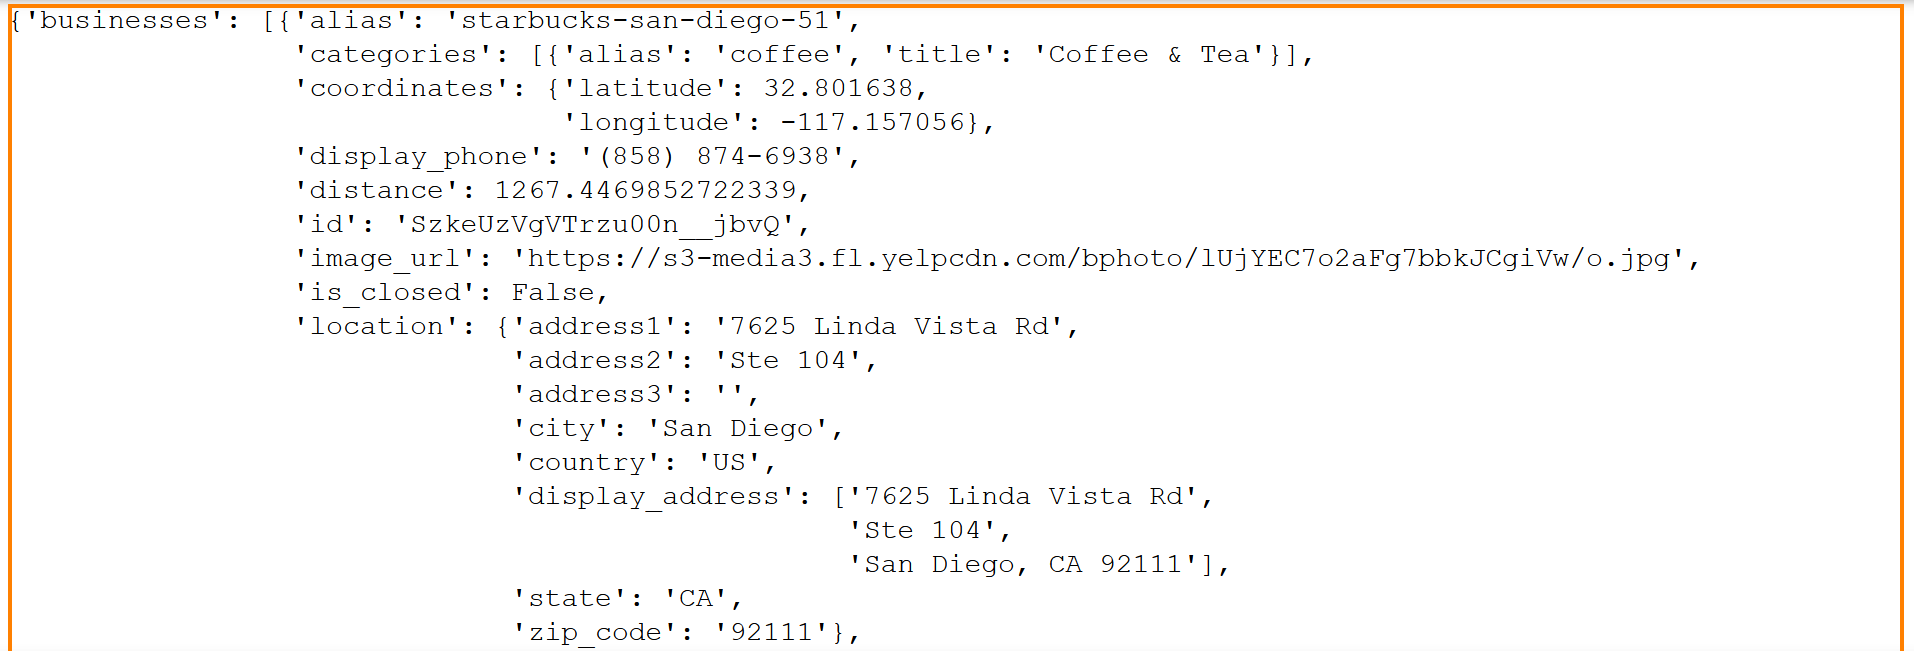 {'businesses': [{'alias': 'starbucks-san-diego-51',
'categories': [{'alias': 'coffee', 'title': 'Coffee & Tea'}],
'coordinates': {'latitude': 32.801638,
'longitude': -117.157056},
'display_phone': '(858) 874-6938',
'distance': 1267.4469852722339,
'id': 'SzkeUzVgVTrzu00n__jbvQ',
'image_url': 'https://s3-media3.fl.yelpcdn.com/bphoto/lUjYEC7o2aFg7bbkJCgiVw/o.jpg',
'is_closed': False,
'location': {'address1': '7625 Linda Vista Rd',
'address2': 'Ste 104',
'address3': '',
'city': 'San Diego',
'country': 'US',
'display_address': ['7625 Linda Vista Rd',
'Ste 104',
'San Diego, CA 92111'],
'state': 'CA',
'zip_code': '92111'},